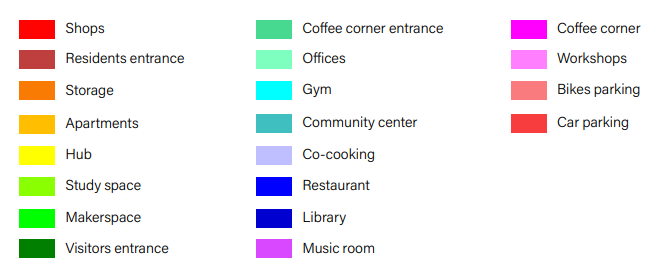 Shops
Residents entrance
Storage
Apartments
Hub
Study space
Makerspace
Visitors entrance
Coffee corner entrance
Offices
Gym
Community center
Co-cooking
Restaurant
Library
Music room
Coffee corner
Workshops
Bikes parking
Car parking